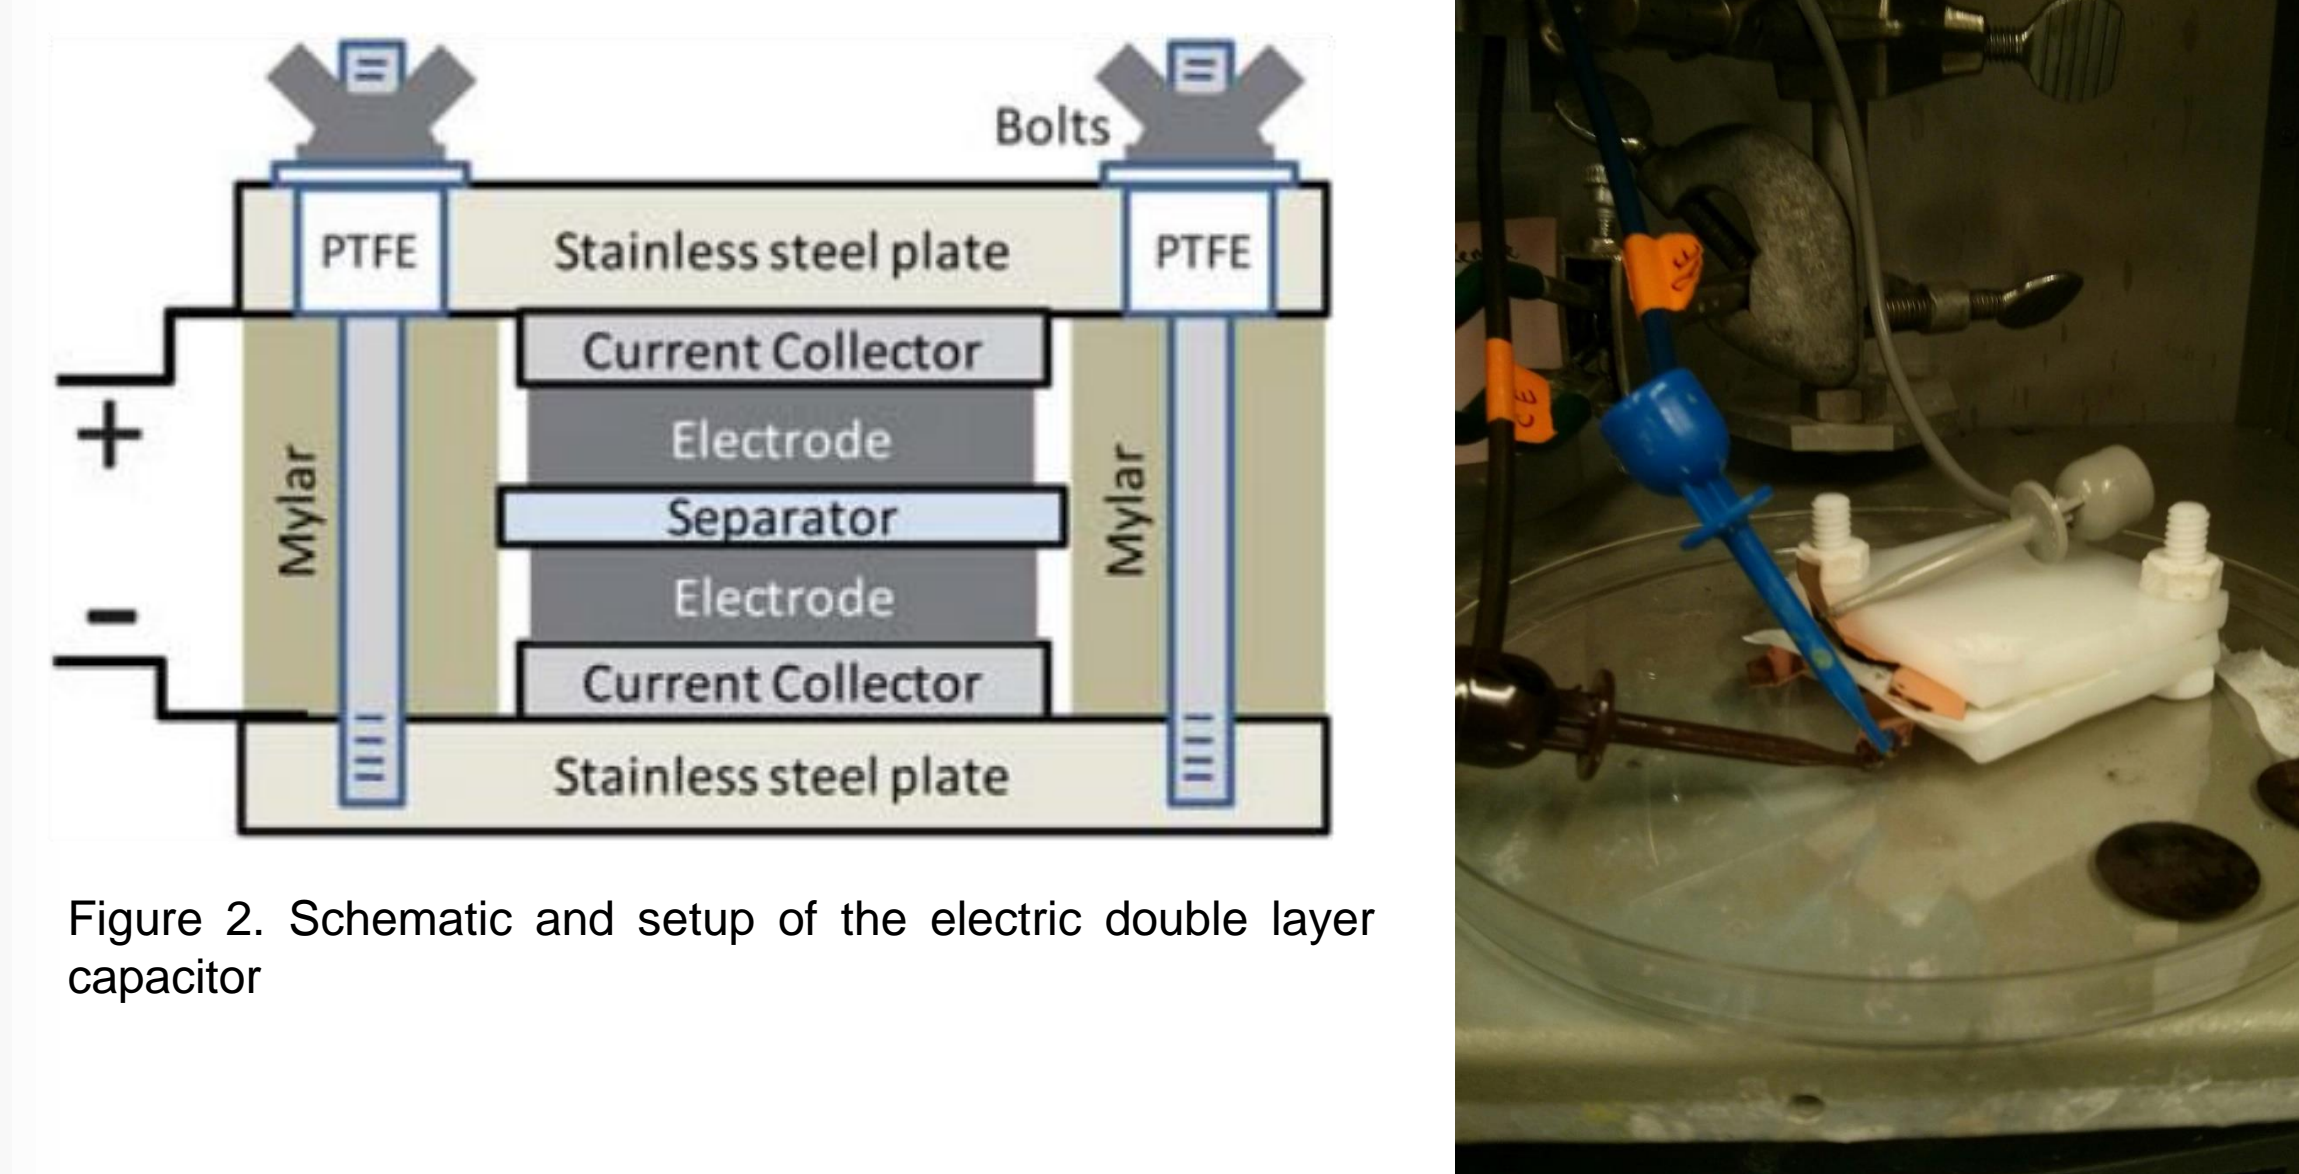 Bolts
PTFE
Stainless steel plate
PTFE
Current Collector
Electrode
+
Mylar
Separator
Mylar
−
Electrode
Current Collector
Stainless steel plate
Figure 2. Schematic and setup of the electric double layer
capacitor
CE